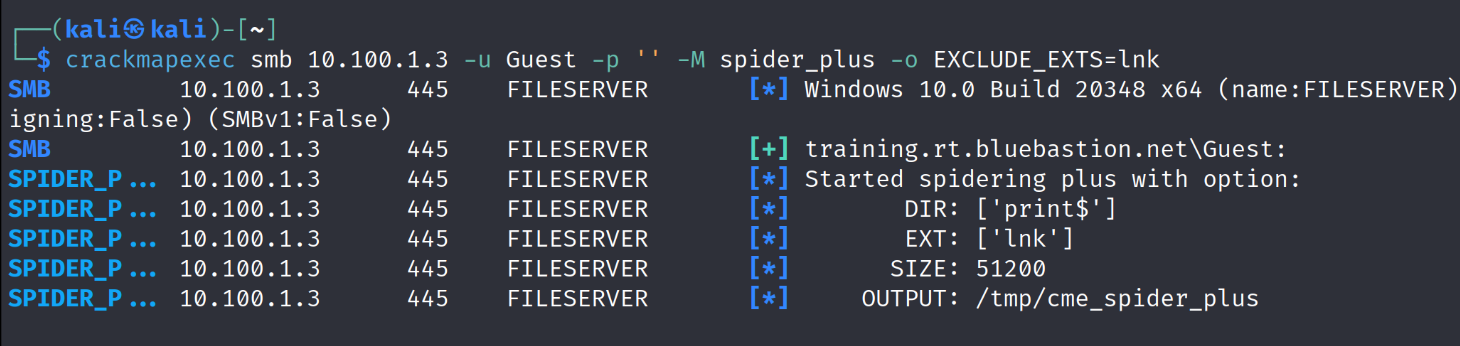 ┌──(kali㉿kali)-[~]
└─$ crackmapexec smb 10.100.1.3 -u Guest -p '' -M spider_plus -o EXCLUDE_EXTS=lnk
SMB 10.100.1.3 445 FILESERVER [*] Windows 10.0 Build 20348 x64 (name:FILESERVER)
igning:False) (SMBv1:False)
SMB 10.100.1.3 445 FILESERVER [+] training.rt.bluebastion.net\Guest:
SPIDER_P... 10.100.1.3 445 FILESERVER [*] Started spidering plus with option:
SPIDER_P... 10.100.1.3 445 FILESERVER [*] DIR: ['print$']
SPIDER_P... 10.100.1.3 445 FILESERVER [*] EXT: ['lnk']
SPIDER_P... 10.100.1.3 445 FILESERVER [*] SIZE: 51200
SPIDER_P... 10.100.1.3 445 FILESERVER [*] OUTPUT: /tmp/cme_spider_plus